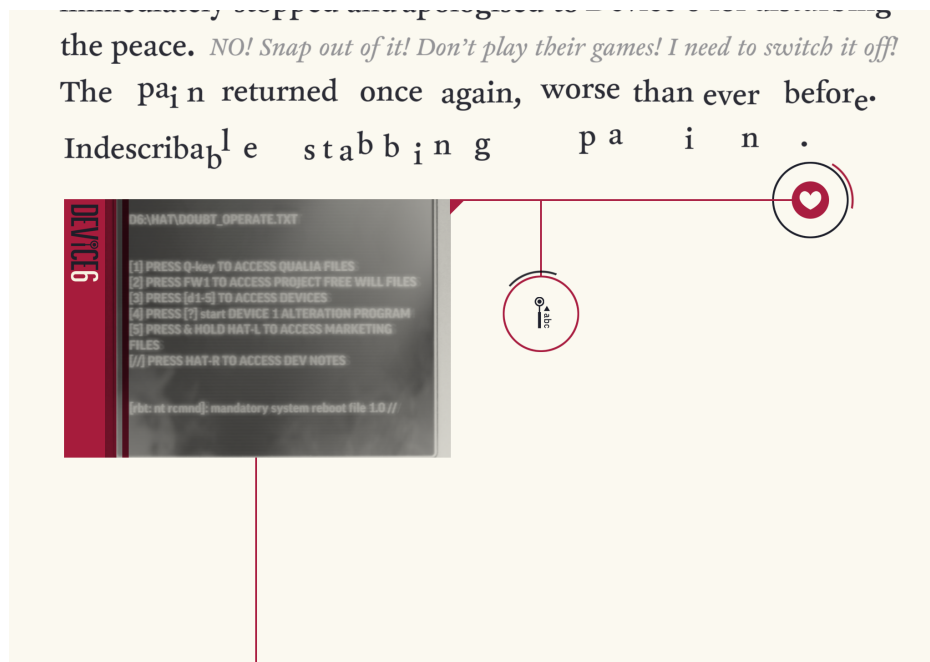 the peace. NO! Snap out of it! Don't play their games! I need to switch it off!
The pain returned once again, worse than ever before.
Indescribable stabbing pain.
DEViCE6
D6:\HAT\DOUBT_OPERATE.TXT
[1] PRESS Q-key TO ACCESS QUALIA FILES
[2] PRESS FW1 TO ACCESS PROJECT FREE WILL FILES
[3] PRESS [d1-5] TO ACCESS DEVICES
[4] PRESS [?] start DEVICE 1 ALTERATION PROGRAM
[5] PRESS & HOLD HAT-L TO ACCESS MARKETING
FILES
[//] PRESS HAT-R TO ACCESS DEV NOTES
[rbt: nt rcmnd]: mandatory system reboot file 1.0 //
abc